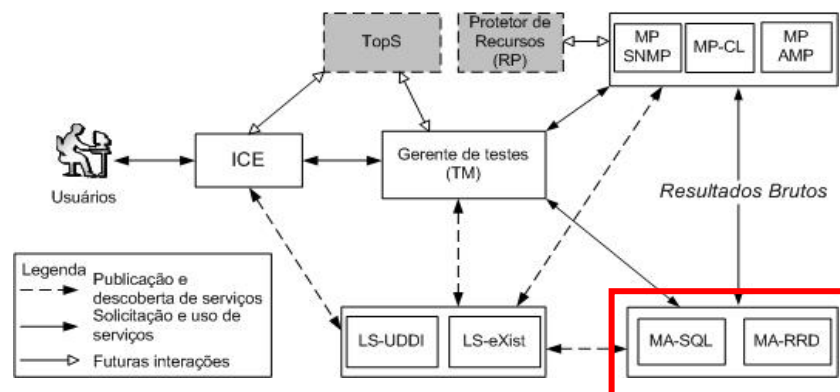 TopS
Protetor de
Recursos
(RP)
MP
SNMP
MP-CL
MP
AMP
Usuários
ICE
Gerente de testes
(TM)
Resultados Brutos
Legenda
Publicação e
descoberta de serviços
Solicitação e uso de
serviços
Futuras interações
LS-UDDI
LS-eXist
MA-SQL
MA-RRD